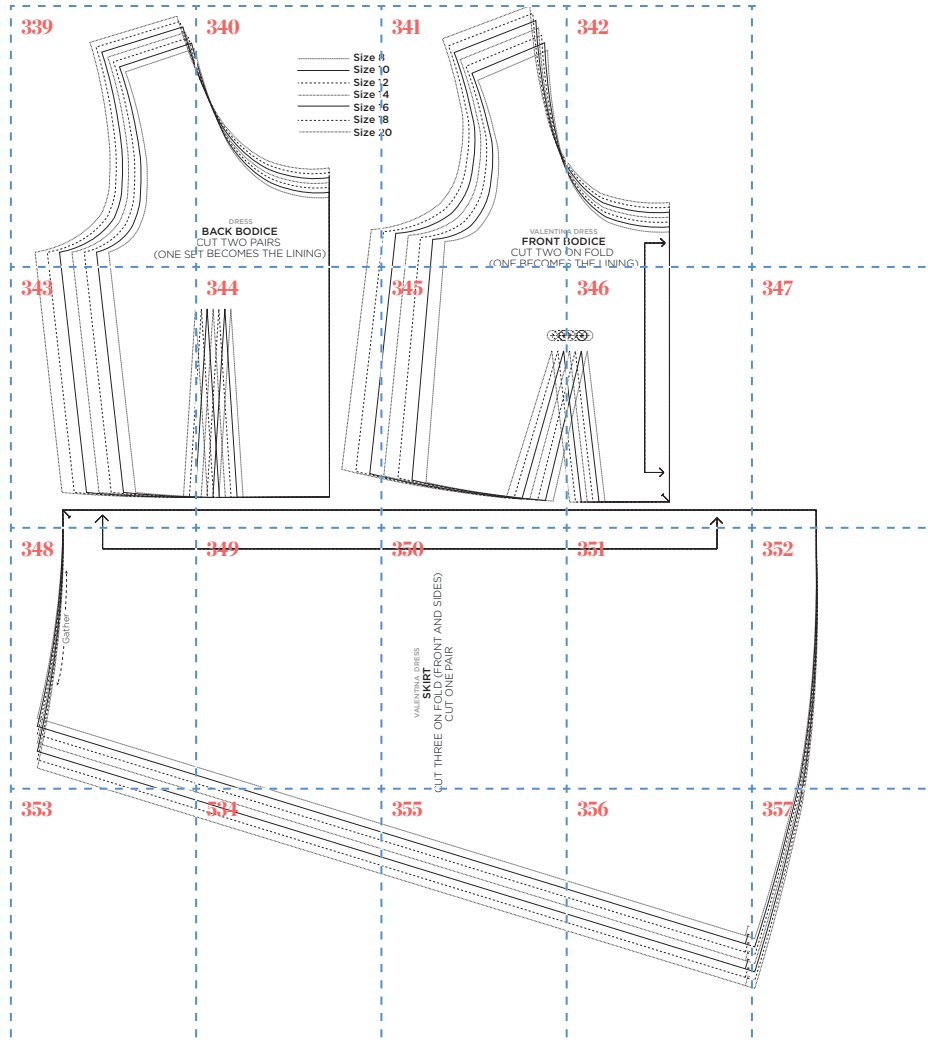 339
340
341
342
Size 8
Size 10
Size 12
Size 14
Size 16
Size 18
Size 20
DRESS
BACK BODICE
CUT TWO PAIRS
(ONE SET BECOMES THE LINING)
VALENTINA DRESS
FRONT BODICE
CUT TWO ON FOLD
(ONE BECOMES THE LINING)
343
344
345
346
347
348
349
350
351
352
Gather
VALENTINA DRESS
SKIRT
CUT THREE ON FOLD (FRONT AND SIDES)
CUT ONE PAIR
353
534
355
356
357